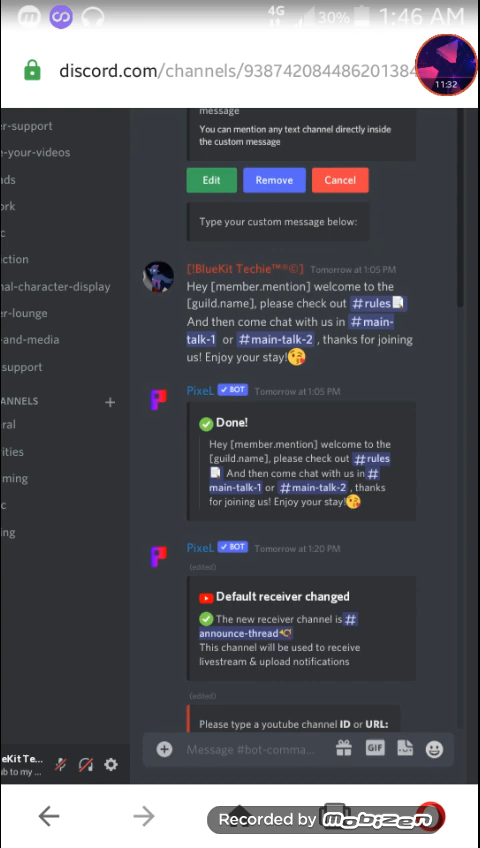 4G 30% 1:46 AM
discord.com/channels/938742084486201384
11:32
message
You can mention any text channel directly inside
the custom message
Edit Remove Cancel
Type your custom message below:
er-support
e-your-videos
ads
ork
c
ction
nal-character-display
er-lounge
-and-media
support
ANNELS +
ral
ities
ming
c
ing
[!BlueKit Techie™®©] Tomorrow at 1:05 PM
Hey [member.mention] welcome to the
[guild.name], please check out #rules
And then come chat with us in #main-
talk-1 or #main-talk-2 , thanks for joining
us! Enjoy your stay!😘
PixeL ✓ BOT Tomorrow at 1:05 PM
Done!
Hey [member.mention] welcome to the
[guild.name], please check out #rules
And then come chat with us in #
main-talk-1 or #main-talk-2 , thanks
for joining us! Enjoy your stay!😘
PixeL ✓ BOT Tomorrow at 1:20 PM
(edited)
Default receiver changed
✅ The new receiver channel is #
announce-thread
This channel will be used to receive
livestream & upload notifications
(edited)
Please type a youtube channel ID or URL:
eKit Te...
ub to my ...
Message #bot-comma...
GIF
Recorded by mobizen